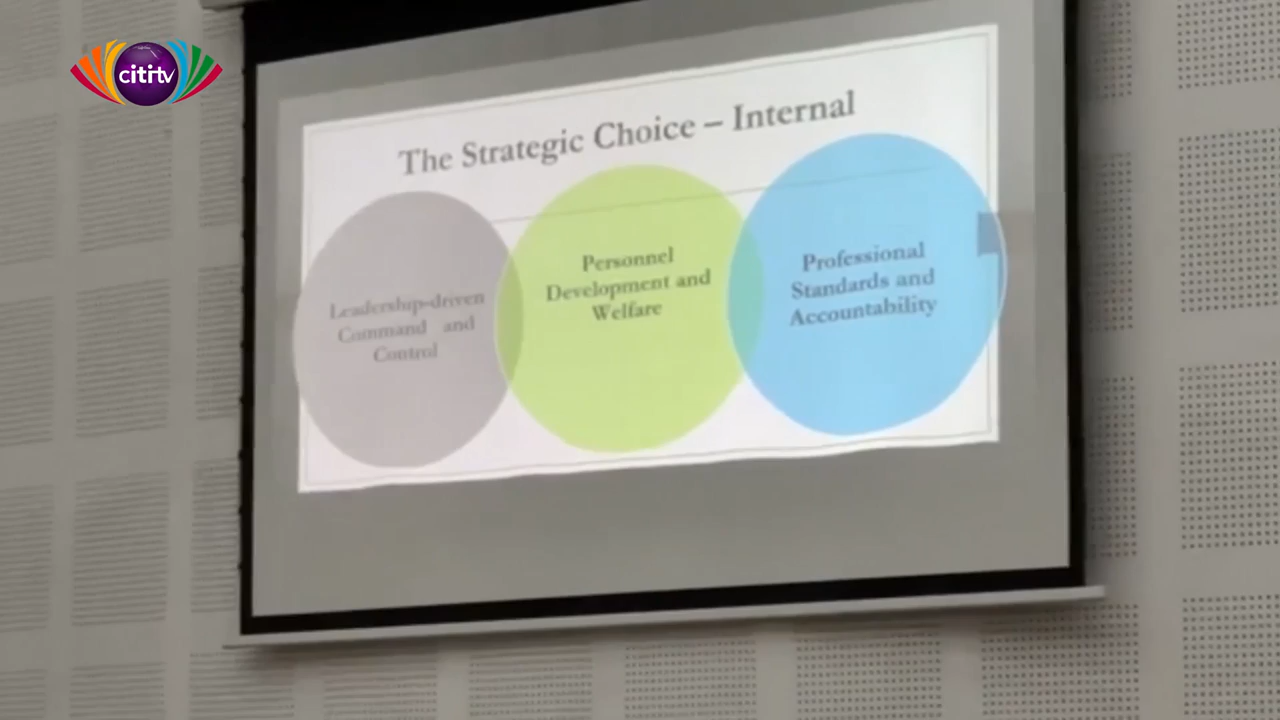 citi tv
The Strategic Choice – Internal
Leadership-driven
Command and
Control
Personnel
Development and
Welfare
Professional
Standards and
Accountability